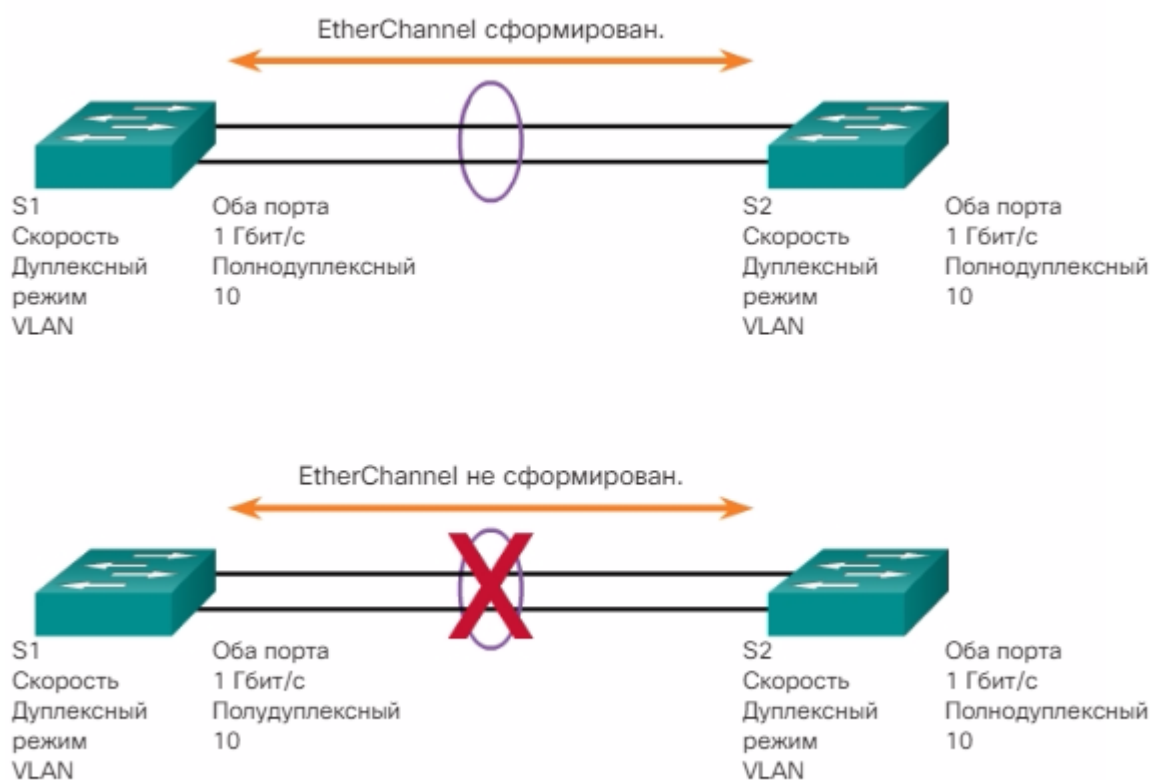 EtherChannel сформирован.
S1 Оба порта
Скорость 1 Гбит/с
Дуплексный Полнодуплексный
режим 10
VLAN
S2 Оба порта
Скорость 1 Гбит/с
Дуплексный Полнодуплексный
режим 10
VLAN
EtherChannel не сформирован.
S1 Оба порта
Скорость 1 Гбит/с
Дуплексный Полудуплексный
режим 10
VLAN
S2 Оба порта
Скорость 1 Гбит/с
Дуплексный Полнодуплексный
режим 10
VLAN